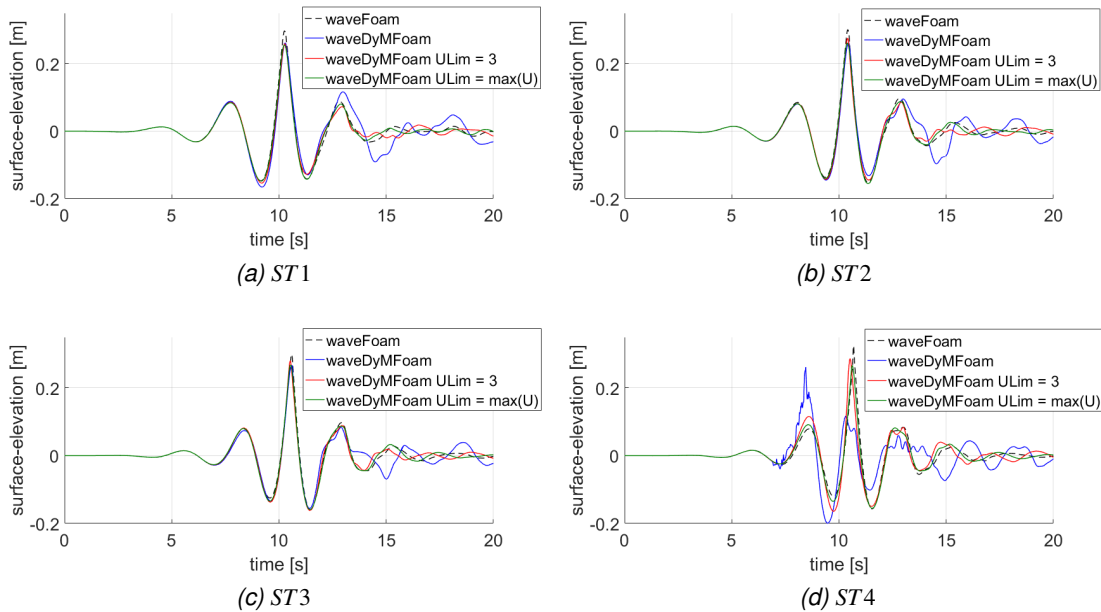 surface-elevation [m]
0.2
0
-0.2
0
5
10
15
20
time [s]
waveFoam
waveDyMFoam
waveDyMFoam ULim = 3
waveDyMFoam ULim = max(U)
(a) ST1
surface-elevation [m]
0.2
0
-0.2
0
5
10
15
20
time [s]
waveFoam
waveDyMFoam
waveDyMFoam ULim = 3
waveDyMFoam ULim = max(U)
(b) ST2
surface-elevation [m]
0.2
0
-0.2
0
5
10
15
20
time [s]
waveFoam
waveDyMFoam
waveDyMFoam ULim = 3
waveDyMFoam ULim = max(U)
(c) ST3
surface-elevation [m]
0.2
0
-0.2
0
5
10
15
20
time [s]
waveFoam
waveDyMFoam
waveDyMFoam ULim = 3
waveDyMFoam ULim = max(U)
(d) ST4